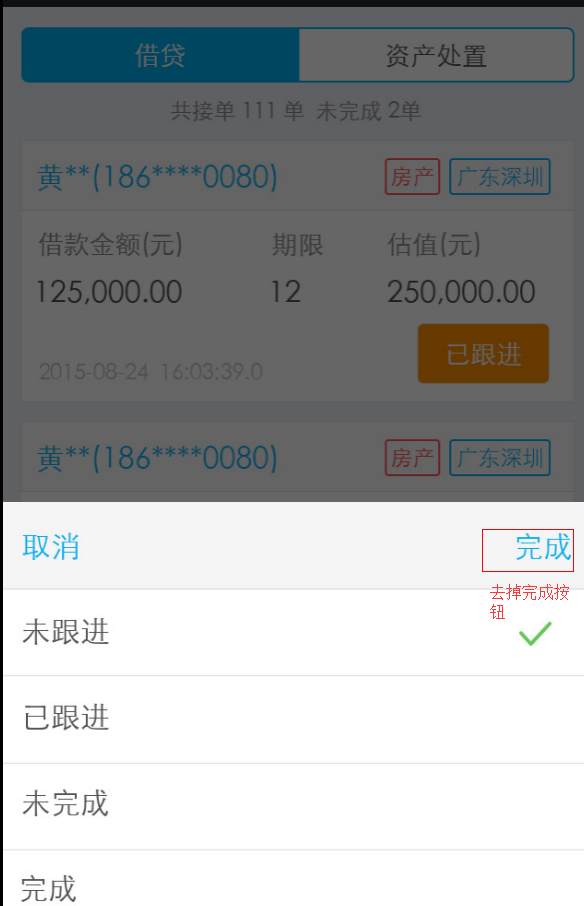 借贷 资产处置
共接单 111 单 未完成 2单
黄**(186****0080) 房产 广东深圳
借款金额(元) 期限 估值(元)
125,000.00 12 250,000.00
已跟进
2015-08-24 16:03:39.0
黄**(186****0080) 房产 广东深圳
取消 完成
去掉完成按
钮
未跟进
已跟进
未完成
完成